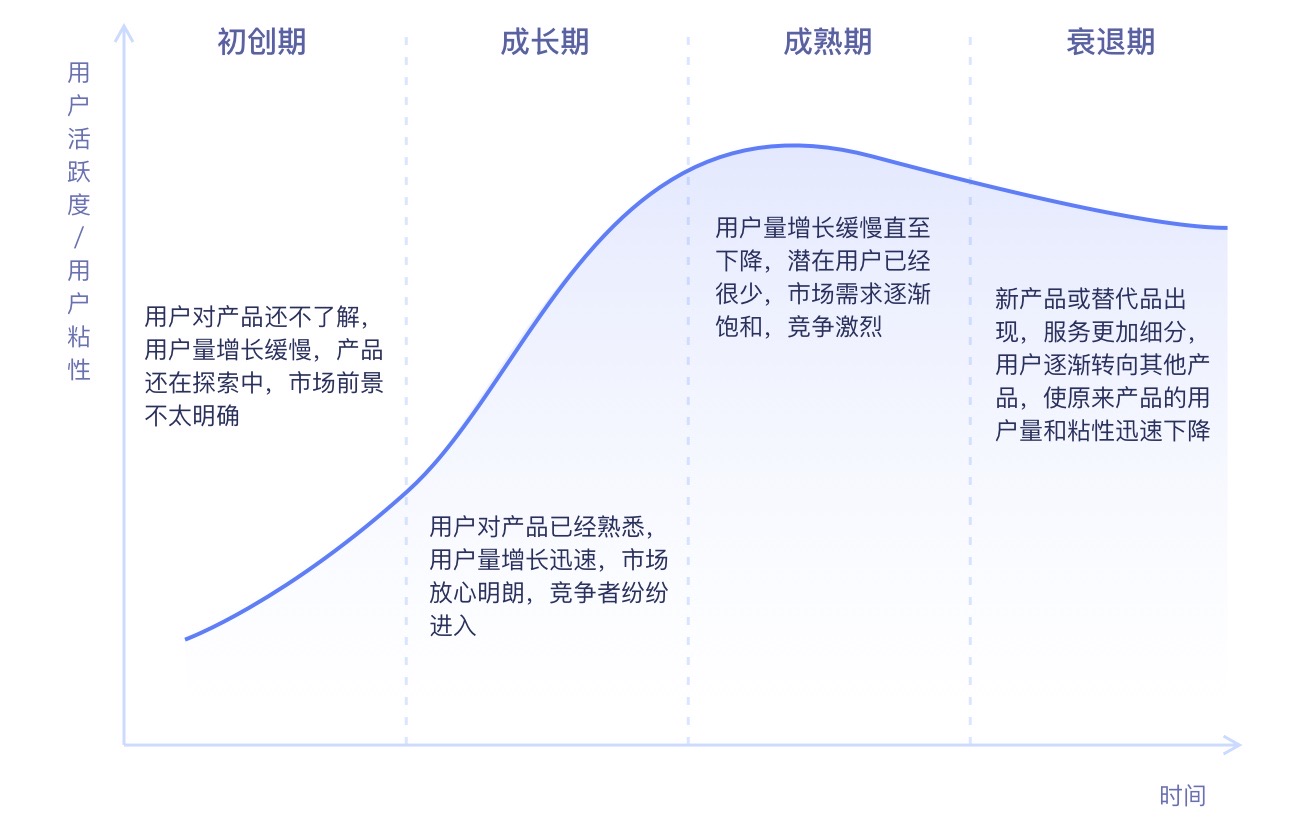 初创期
成长期
成熟期
衰退期
用户活跃度/用户粘性
用户对产品还不了解，
用户量增长缓慢，产品
还在探索中，市场前景
不太明确
用户对产品已经熟悉，
用户量增长迅速，市场
放心明朗，竞争者纷纷
进入
用户量增长缓慢直至
下降，潜在用户已经
很少，市场需求逐渐
饱和，竞争激烈
新产品或替代品出
现，服务更加细分，
用户逐渐转向其他产
品，使原来产品的用
户量和粘性迅速下降
时间